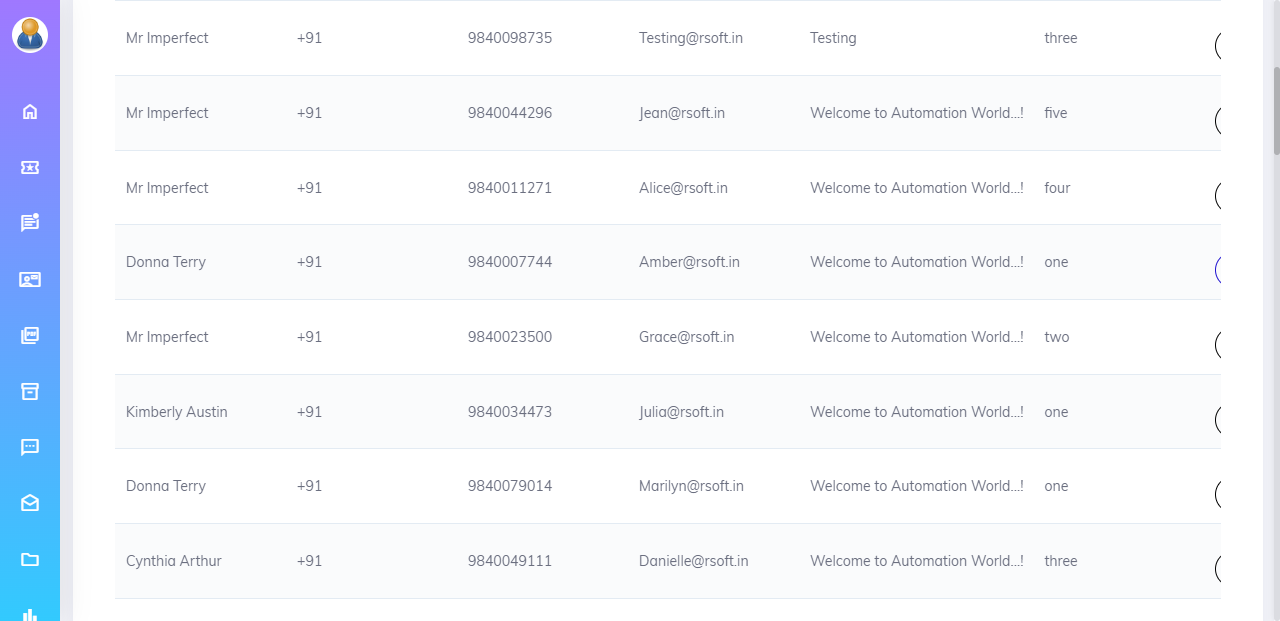 Mr Imperfect +91 9840098735 Testing@rsoft.in Testing three
Mr Imperfect +91 9840044296 Jean@rsoft.in Welcome to Automation World...! five
Mr Imperfect +91 9840011271 Alice@rsoft.in Welcome to Automation World...! four
Donna Terry +91 9840007744 Amber@rsoft.in Welcome to Automation World...! one
Mr Imperfect +91 9840023500 Grace@rsoft.in Welcome to Automation World...! two
Kimberly Austin +91 9840034473 Julia@rsoft.in Welcome to Automation World...! one
Donna Terry +91 9840079014 Marilyn@rsoft.in Welcome to Automation World...! one
Cynthia Arthur +91 9840049111 Danielle@rsoft.in Welcome to Automation World...! three